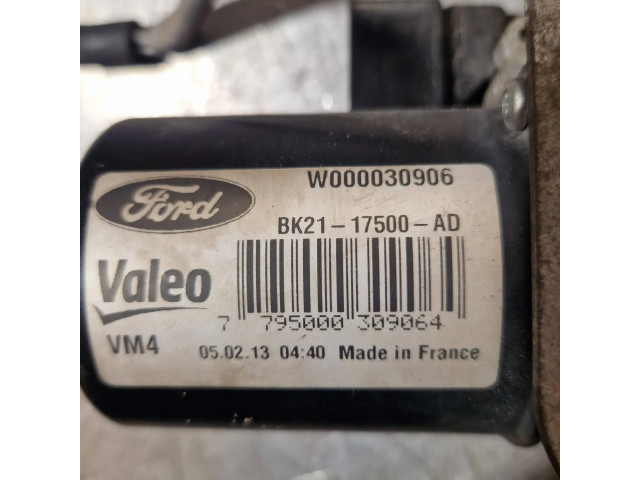 W000030906
Ford
BK21-17500-AD
Valeo
7 795000 309064
VM4
05.02.13 04:40 Made in France